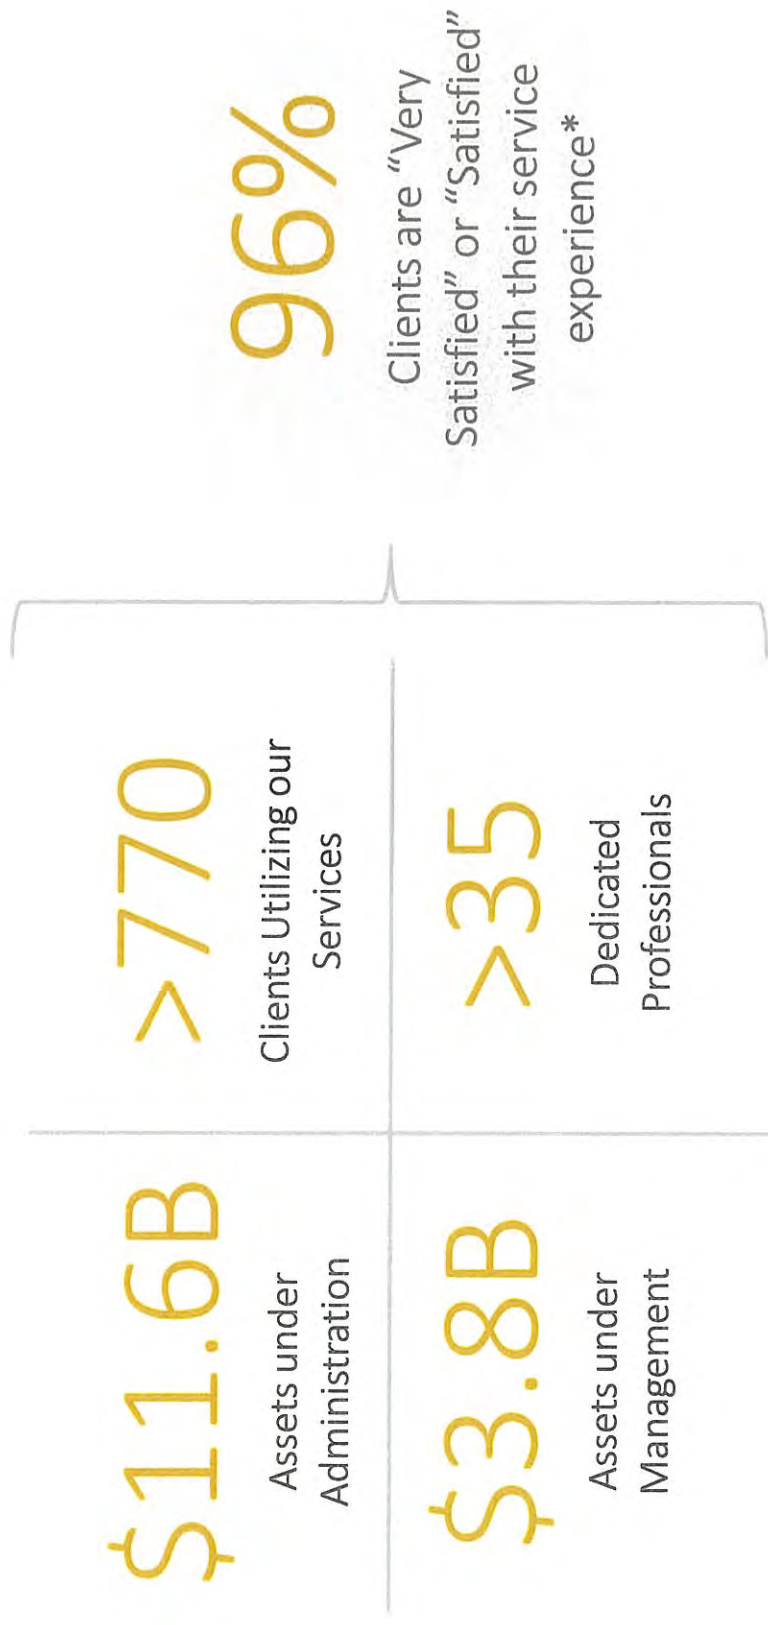 $11.6B
Assets under
Administration
>770
Clients Utilizing our
Services
$3.8B
Assets under
Management
>35
Dedicated
Professionals
96%
Clients are “Very
Satisfied” or “Satisfied”
with their service
experience*